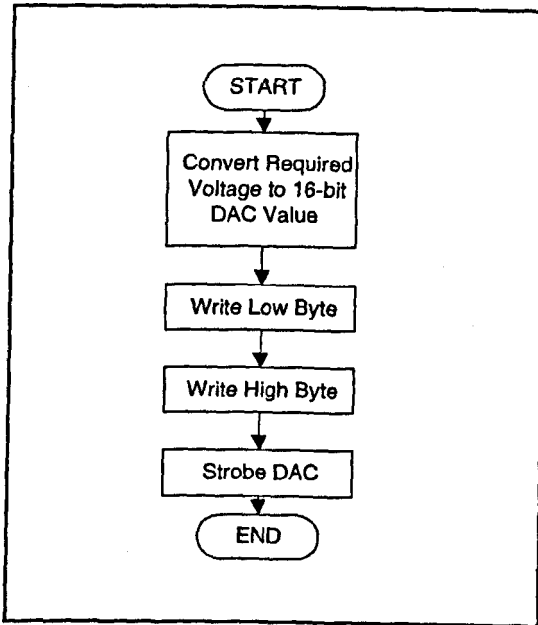 START
Convert Required
Voltage to 16-bit
DAC Value
Write Low Byte
Write High Byte
Strobe DAC
END